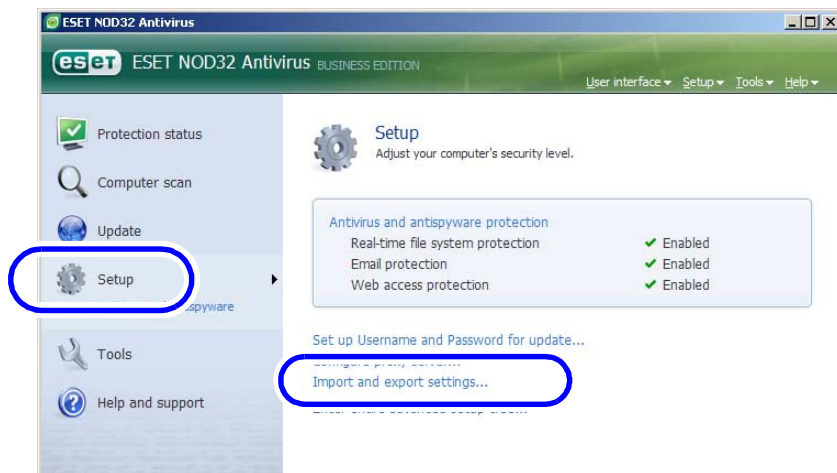 ESET NOD32 Antivirus
eset ESET NOD32 Antivirus BUSINESS EDITION
User interface Setup Tools Help
Protection status
Computer scan
Update
Setup
spyware
Tools
Help and support
Setup
Adjust your computer's security level.
Antivirus and antispyware protection
Real-time file system protection Enabled
Email protection Enabled
Web access protection Enabled
Set up Username and Password for update...
Import and export settings...